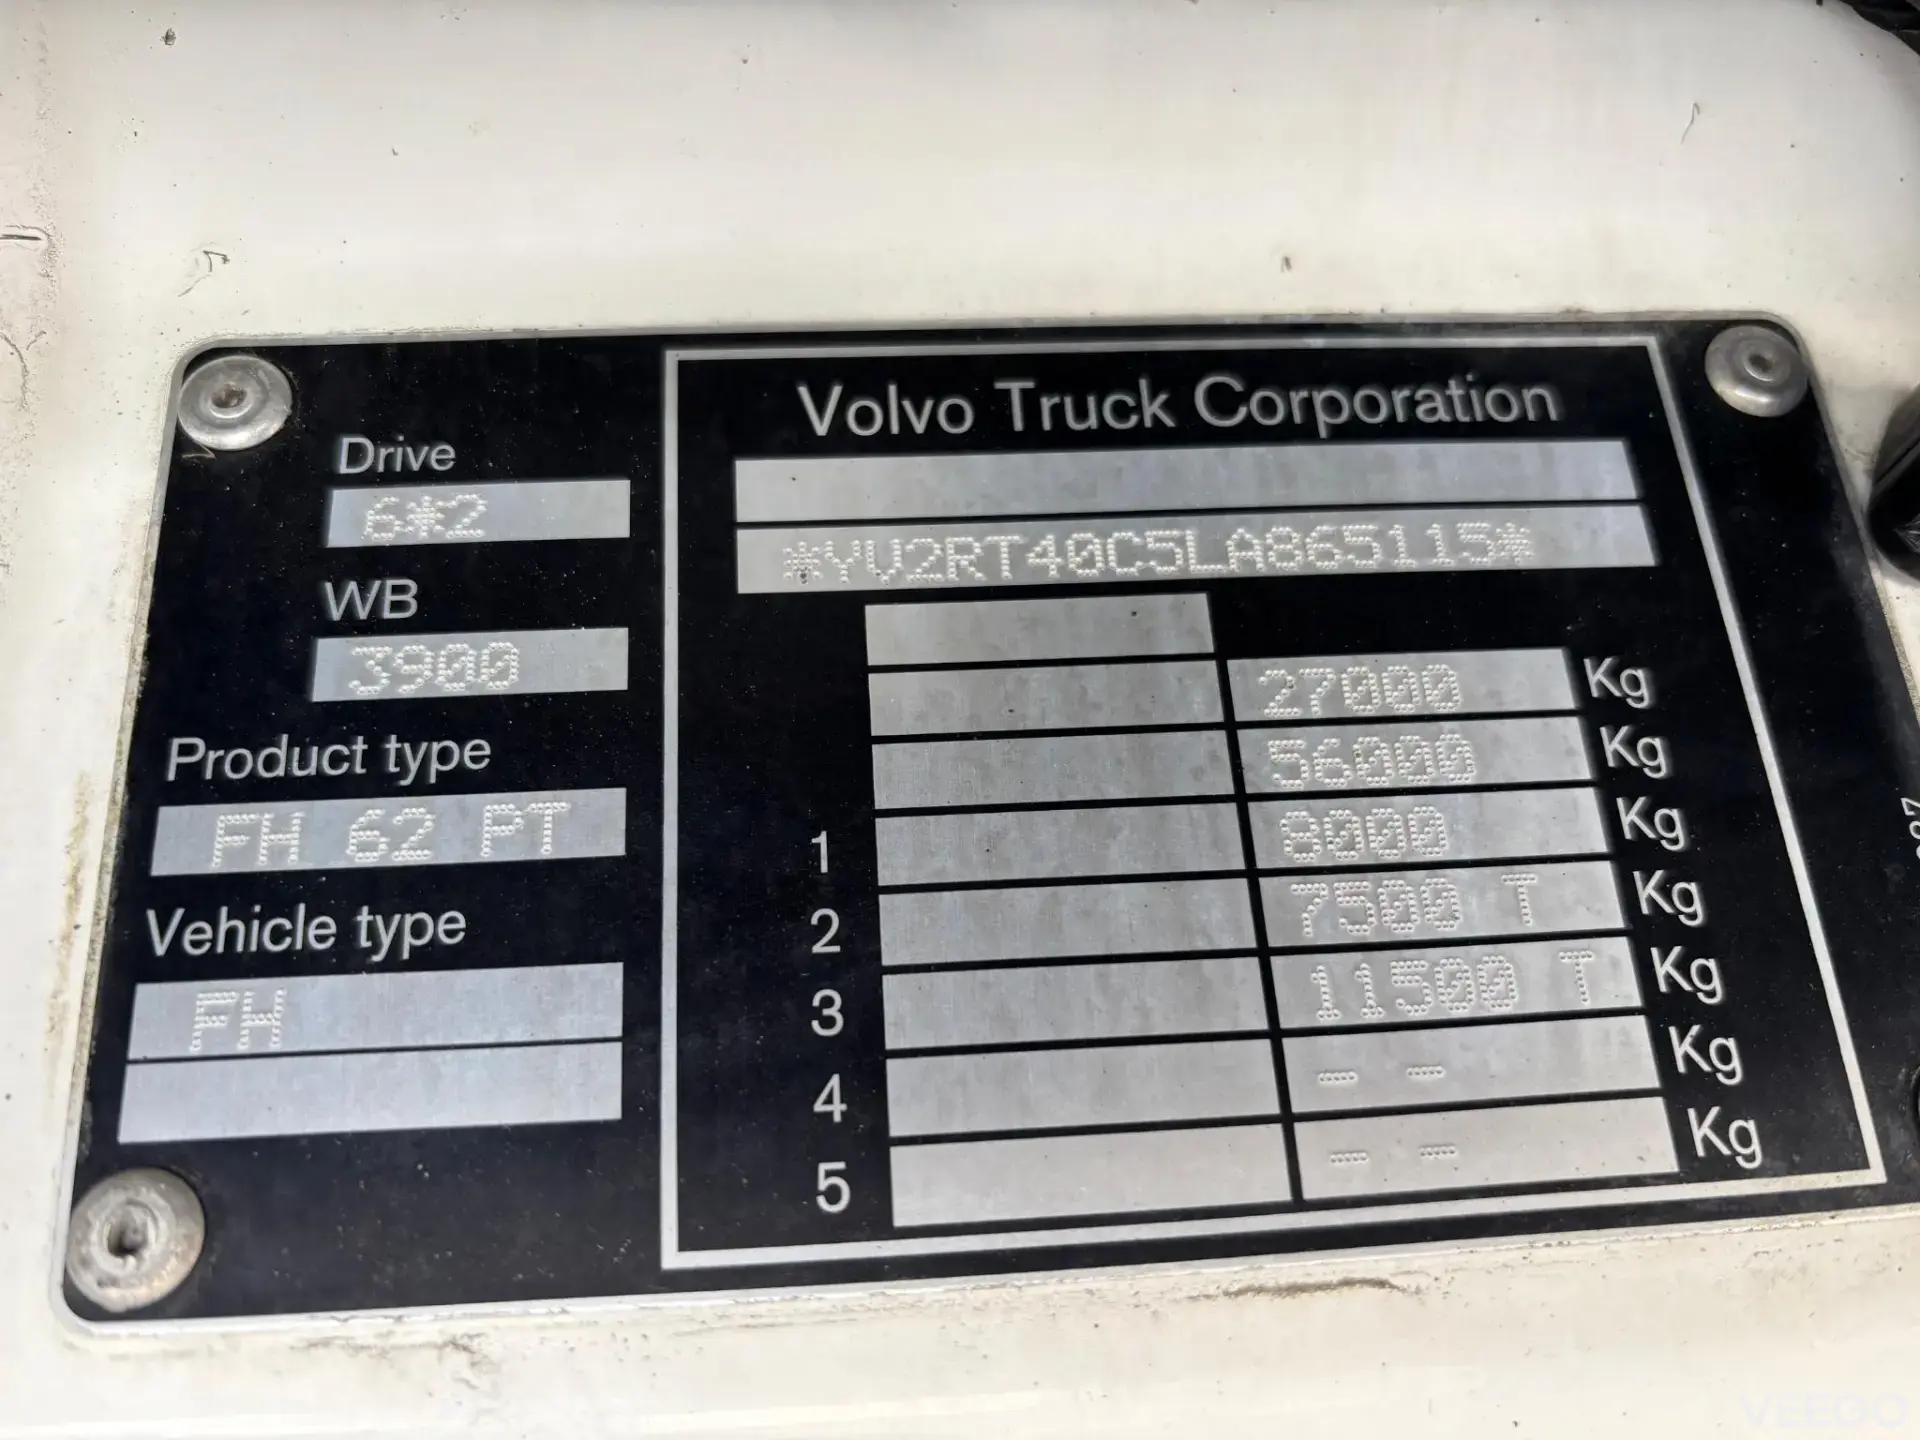 Volvo Truck Corporation
*YV2RT40C5LA865115*
Drive
6*2
WB
3900
Product type
FH 62 PT
Vehicle type
FH
27000 Kg
56000 Kg
1 8000 Kg
2 7500 T Kg
3 11500 T Kg
4 - - Kg
5 - - Kg
VEEGO